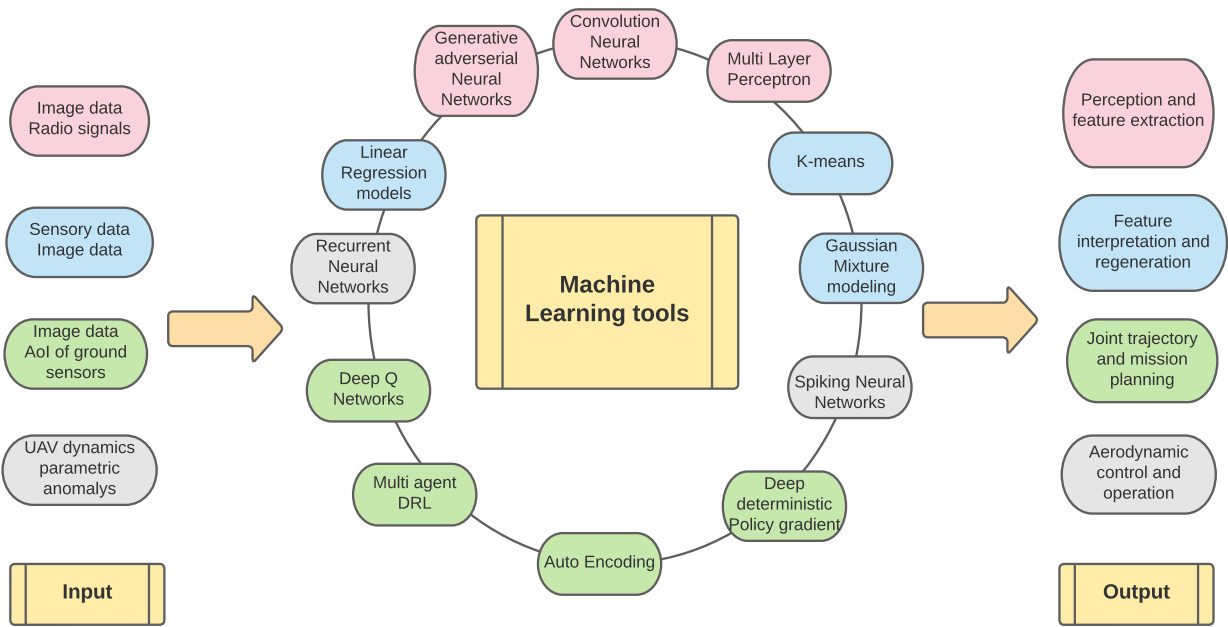 Image data
Radio signals
Sensory data
Image data
Image data
AoI of ground
sensors
UAV dynamics
parametric
anomalys
Input
Convolution
Neural
Networks
Generative
adverserial
Neural
Networks
Multi Layer
Perceptron
Linear
Regression
models
K-means
Recurrent
Neural
Networks
Gaussian
Mixture
modeling
Machine
Learning tools
Deep Q
Networks
Spiking Neural
Networks
Multi agent
DRL
Deep
deterministic
Policy gradient
Auto Encoding
Perception and
feature extraction
Feature
interpretation and
regeneration
Joint trajectory
and mission
planning
Aerodynamic
control and
operation
Output